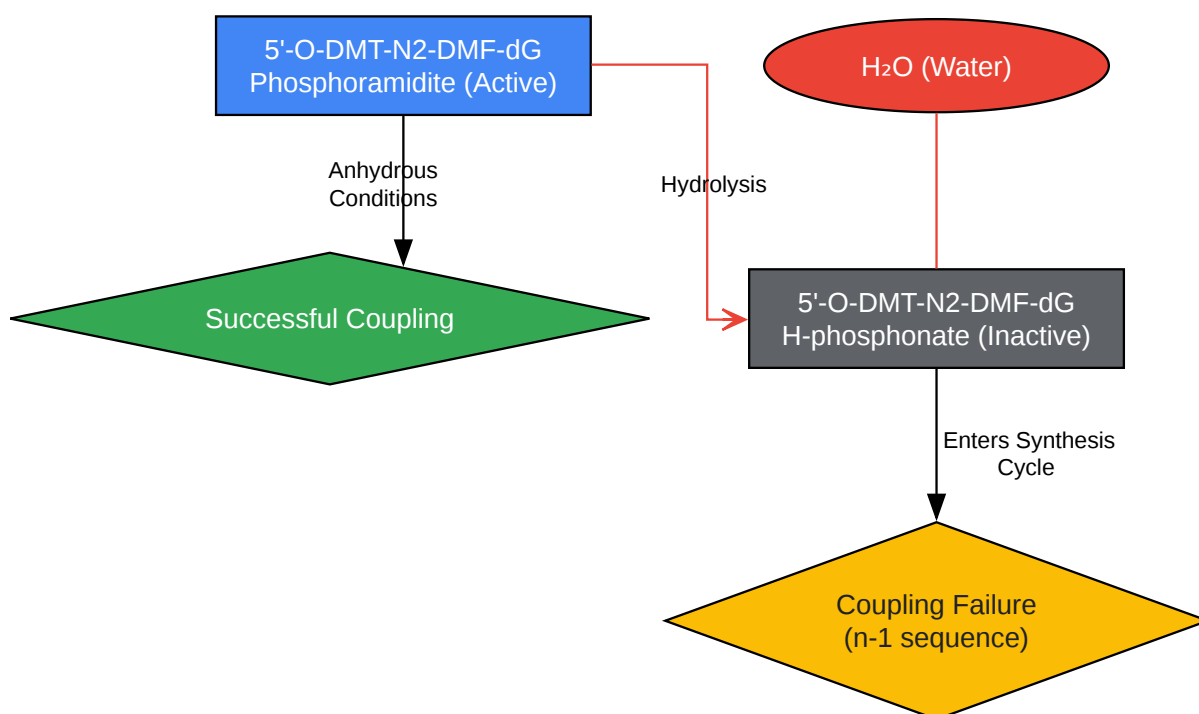 5'-O-DMT-N2-DMF-dG
Phosphoramidite (Active)
H₂O (Water)
Anhydrous
Conditions
Hydrolysis
Successful Coupling
5'-O-DMT-N2-DMF-dG
H-phosphonate (Inactive)
Enters Synthesis
Cycle
Coupling Failure
(n-1 sequence)